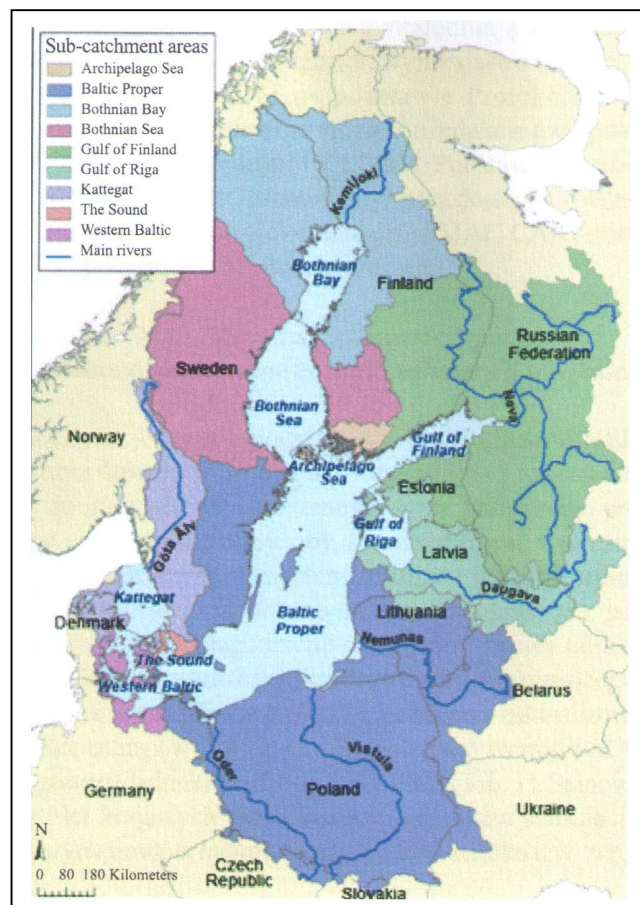 Sub-catchment areas
Archipelago Sea
Baltic Proper
Bothnian Bay
Bothnian Sea
Gulf of Finland
Gulf of Riga
Kattegat
The Sound
Western Baltic
Main rivers
Kemijoki
Bothnian
Bay
Finland
Russian
Federation
Sweden
Neva
Bothnian
Sea
Norway
Gulf of
Finland
Archipelago
Sea
Estonia
Gulf of
Riga
Latvia
Göta Älv
Daugava
Kattegat
Lithuania
Denmark
Baltic
Proper
Nemunas
The Sound
Western Baltic
Belarus
Oder
Vistula
Poland
Germany
Ukraine
Czech
Republic
Slovakia
N
0 80 180 Kilometers